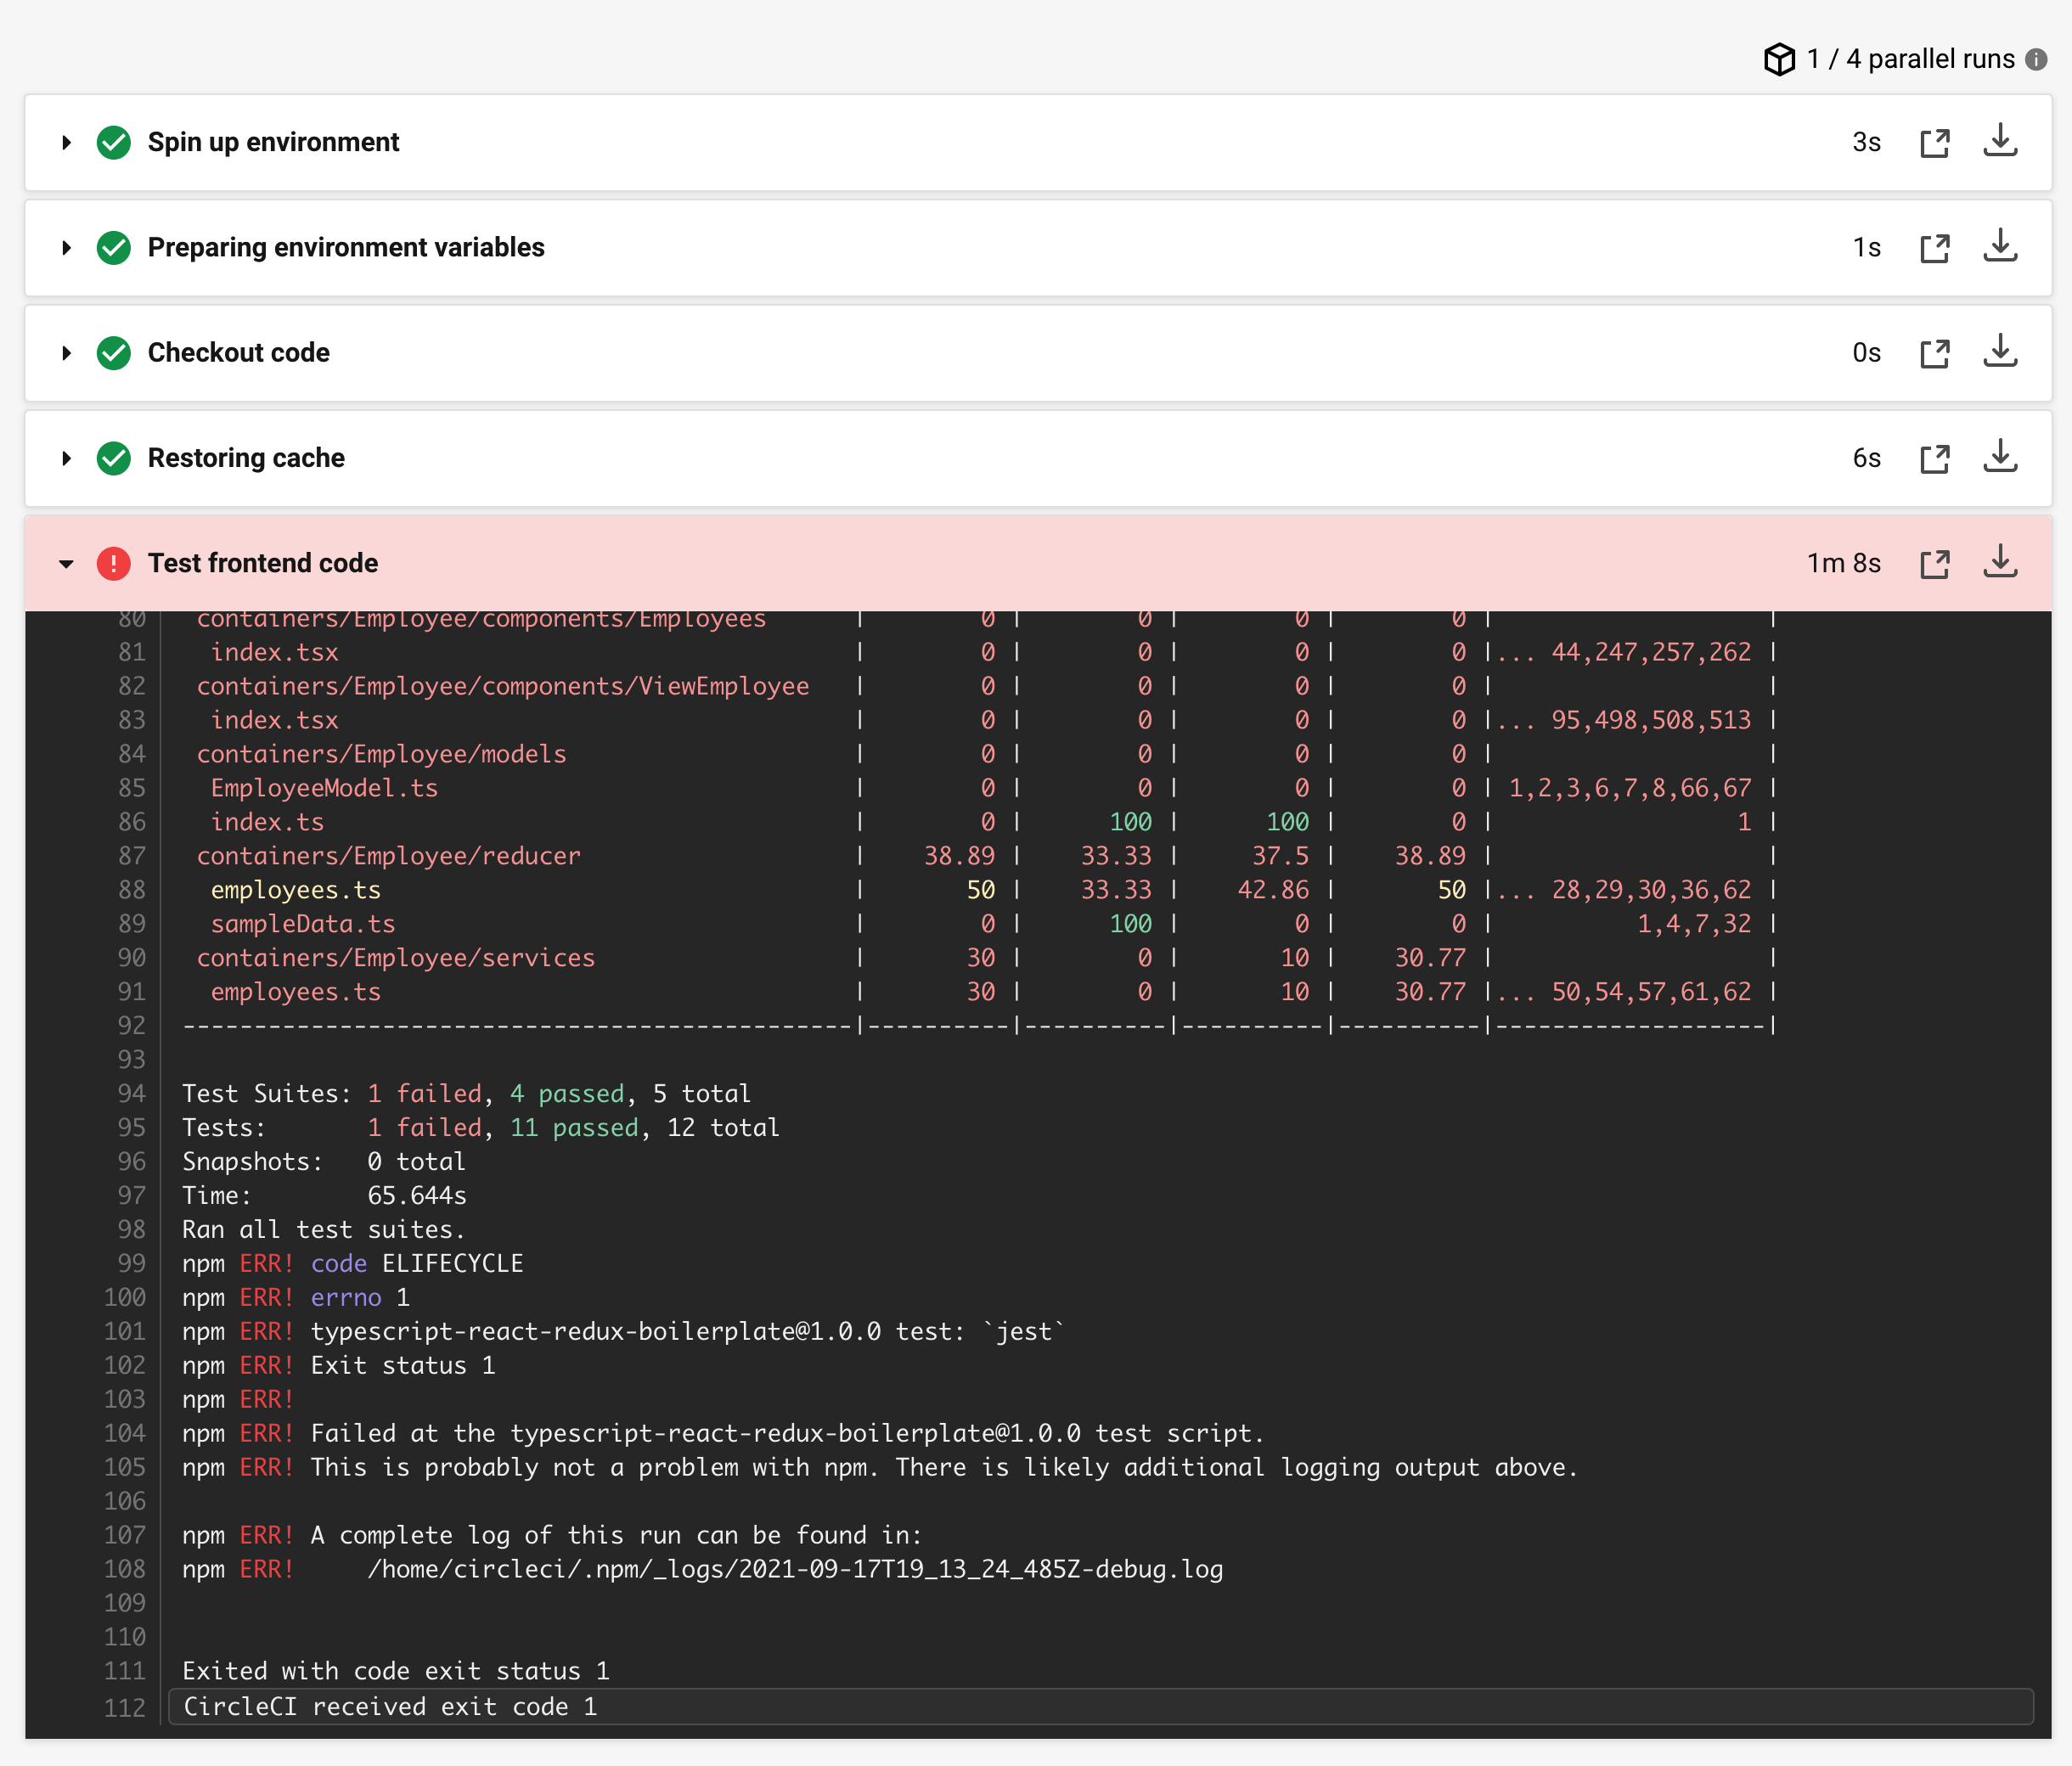 1 / 4 parallel runs
Spin up environment 3s
Preparing environment variables 1s
Checkout code 0s
Restoring cache 6s
Test frontend code 1m 8s
80 containers/Employee/components/Employees | 0 | 0 | 0 | 0 | |
81 index.tsx | 0 | 0 | 0 | 0 |... 44,247,257,262 |
82 containers/Employee/components/ViewEmployee | 0 | 0 | 0 | 0 | |
83 index.tsx | 0 | 0 | 0 | 0 |... 95,498,508,513 |
84 containers/Employee/models | 0 | 0 | 0 | 0 | |
85 EmployeeModel.ts | 0 | 0 | 0 | 0 | 1,2,3,6,7,8,66,67 |
86 index.ts | 0 | 100 | 100 | 0 | 1 |
87 containers/Employee/reducer | 38.89 | 33.33 | 37.5 | 38.89 | |
88 employees.ts | 50 | 33.33 | 42.86 | 50 |... 28,29,30,36,62 |
89 sampleData.ts | 0 | 100 | 0 | 0 | 1,4,7,32 |
90 containers/Employee/services | 30 | 0 | 10 | 30.77 | |
91 employees.ts | 30 | 0 | 10 | 30.77 |... 50,54,57,61,62 |
92 -----------------------------------------------|----------|----------|----------|----------|-------------------|
93
94 Test Suites: 1 failed, 4 passed, 5 total
95 Tests: 1 failed, 11 passed, 12 total
96 Snapshots: 0 total
97 Time: 65.644s
98 Ran all test suites.
99 npm ERR! code ELIFECYCLE
100 npm ERR! errno 1
101 npm ERR! typescript-react-redux-boilerplate@1.0.0 test: `jest`
102 npm ERR! Exit status 1
103 npm ERR!
104 npm ERR! Failed at the typescript-react-redux-boilerplate@1.0.0 test script.
105 npm ERR! This is probably not a problem with npm. There is likely additional logging output above.
106
107 npm ERR! A complete log of this run can be found in:
108 npm ERR! /home/circleci/.npm/_logs/2021-09-17T19_13_24_485Z-debug.log
109
110
111 Exited with code exit status 1
112 CircleCI received exit code 1